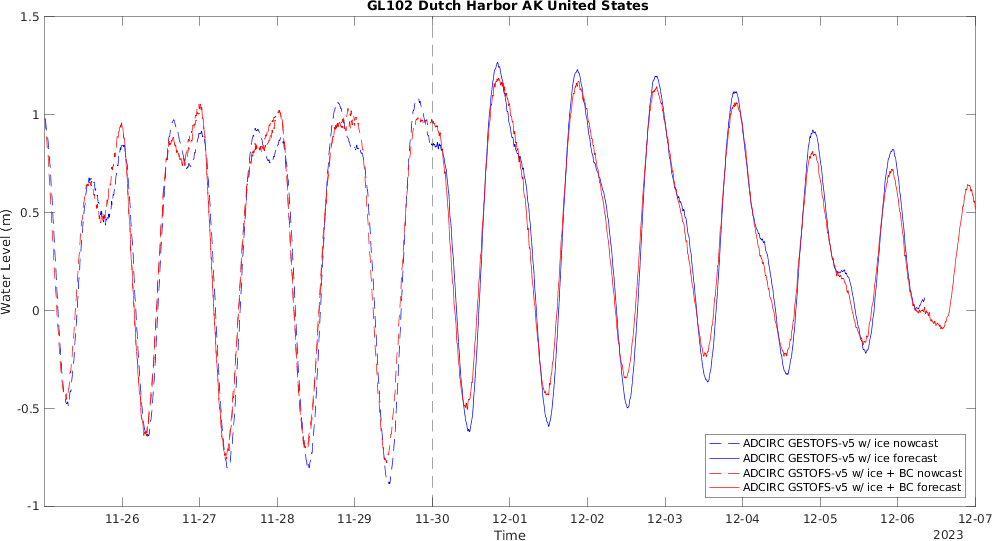 GL102 Dutch Harbor AK United States
1.5
1
0.5
0
-0.5
-1
Water Level (m)
ADCIRC GESTOFS-v5 w/ ice nowcast
ADCIRC GESTOFS-v5 w/ ice forecast
ADCIRC GSTOFS-v5 w/ ice + BC nowcast
ADCIRC GSTOFS-v5 w/ ice + BC forecast
11-26 11-27 11-28 11-29 11-30 12-01 12-02 12-03 12-04 12-05 12-06 12-07
Time
2023